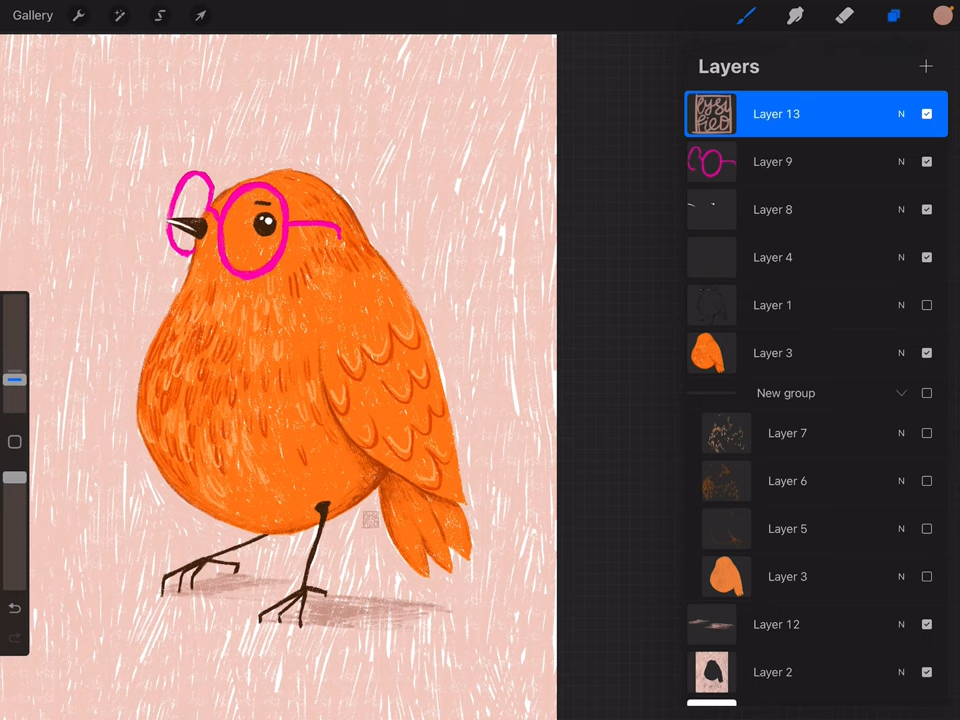 Gallery
Layers
Layer 13 N
Layer 9 N
Layer 8 N
Layer 4 N
Layer 1 N
Layer 3 N
New group
Layer 7 N
Layer 6 N
Layer 5 N
Layer 3 N
Layer 12 N
Layer 2 N